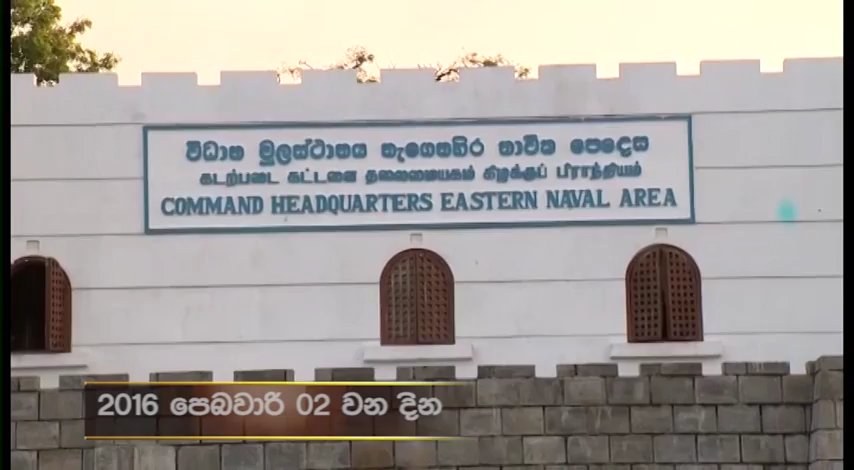 විධාන මූලස්ථානය නැගෙනහිර නාවික පෙදෙස
கடற்படை கட்டளை தலைமையகம் கிழக்குப் பிராந்தியம்
COMMAND HEADQUARTERS EASTERN NAVAL AREA
2016 පෙබවාරි 02 වන දින